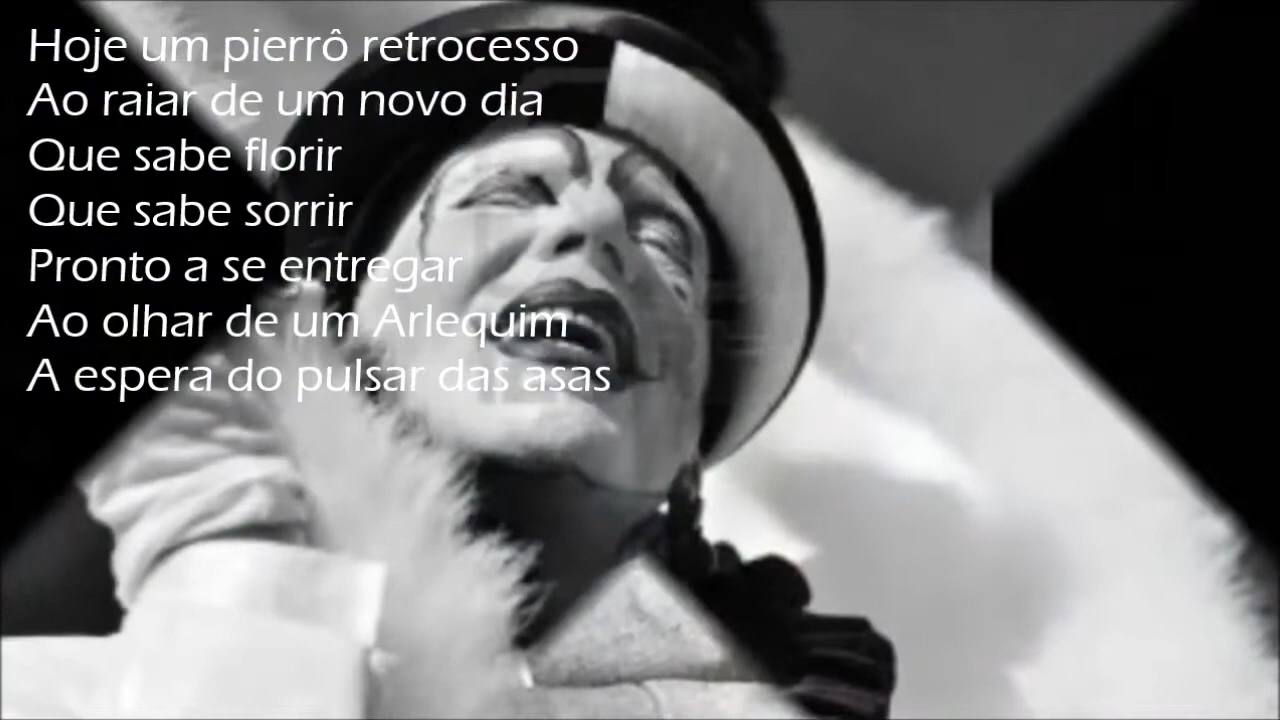 Hoje um pierrô retrocesso
Ao raiar de um novo dia
Que sabe florir
Que sabe sorrir
Pronto a se entregar
Ao olhar de um Arlequim
A espera do pulsar das asas